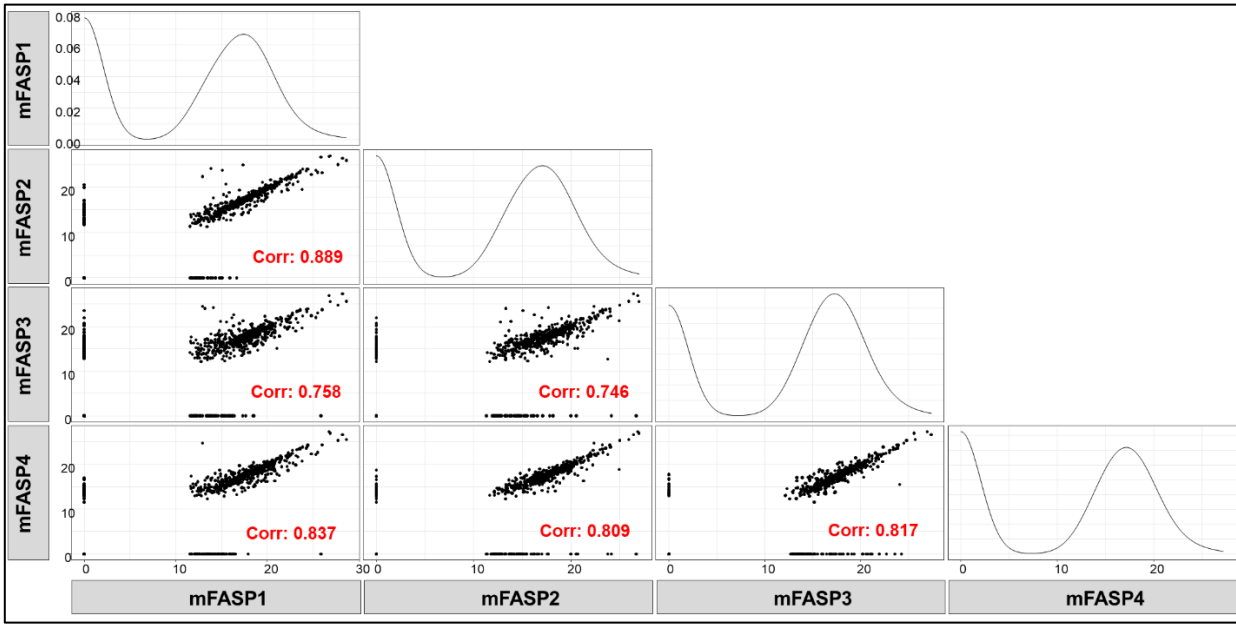 mFASP1
0.08
0.06
0.04
0.02
0.00
mFASP2
20
10
0
Corr: 0.889
mFASP3
20
10
0
Corr: 0.758
Corr: 0.746
mFASP4
20
10
0
Corr: 0.837
Corr: 0.809
Corr: 0.817
0 10 20 30 0 10 20 0 10 20 0 10 20
mFASP1 mFASP2 mFASP3 mFASP4